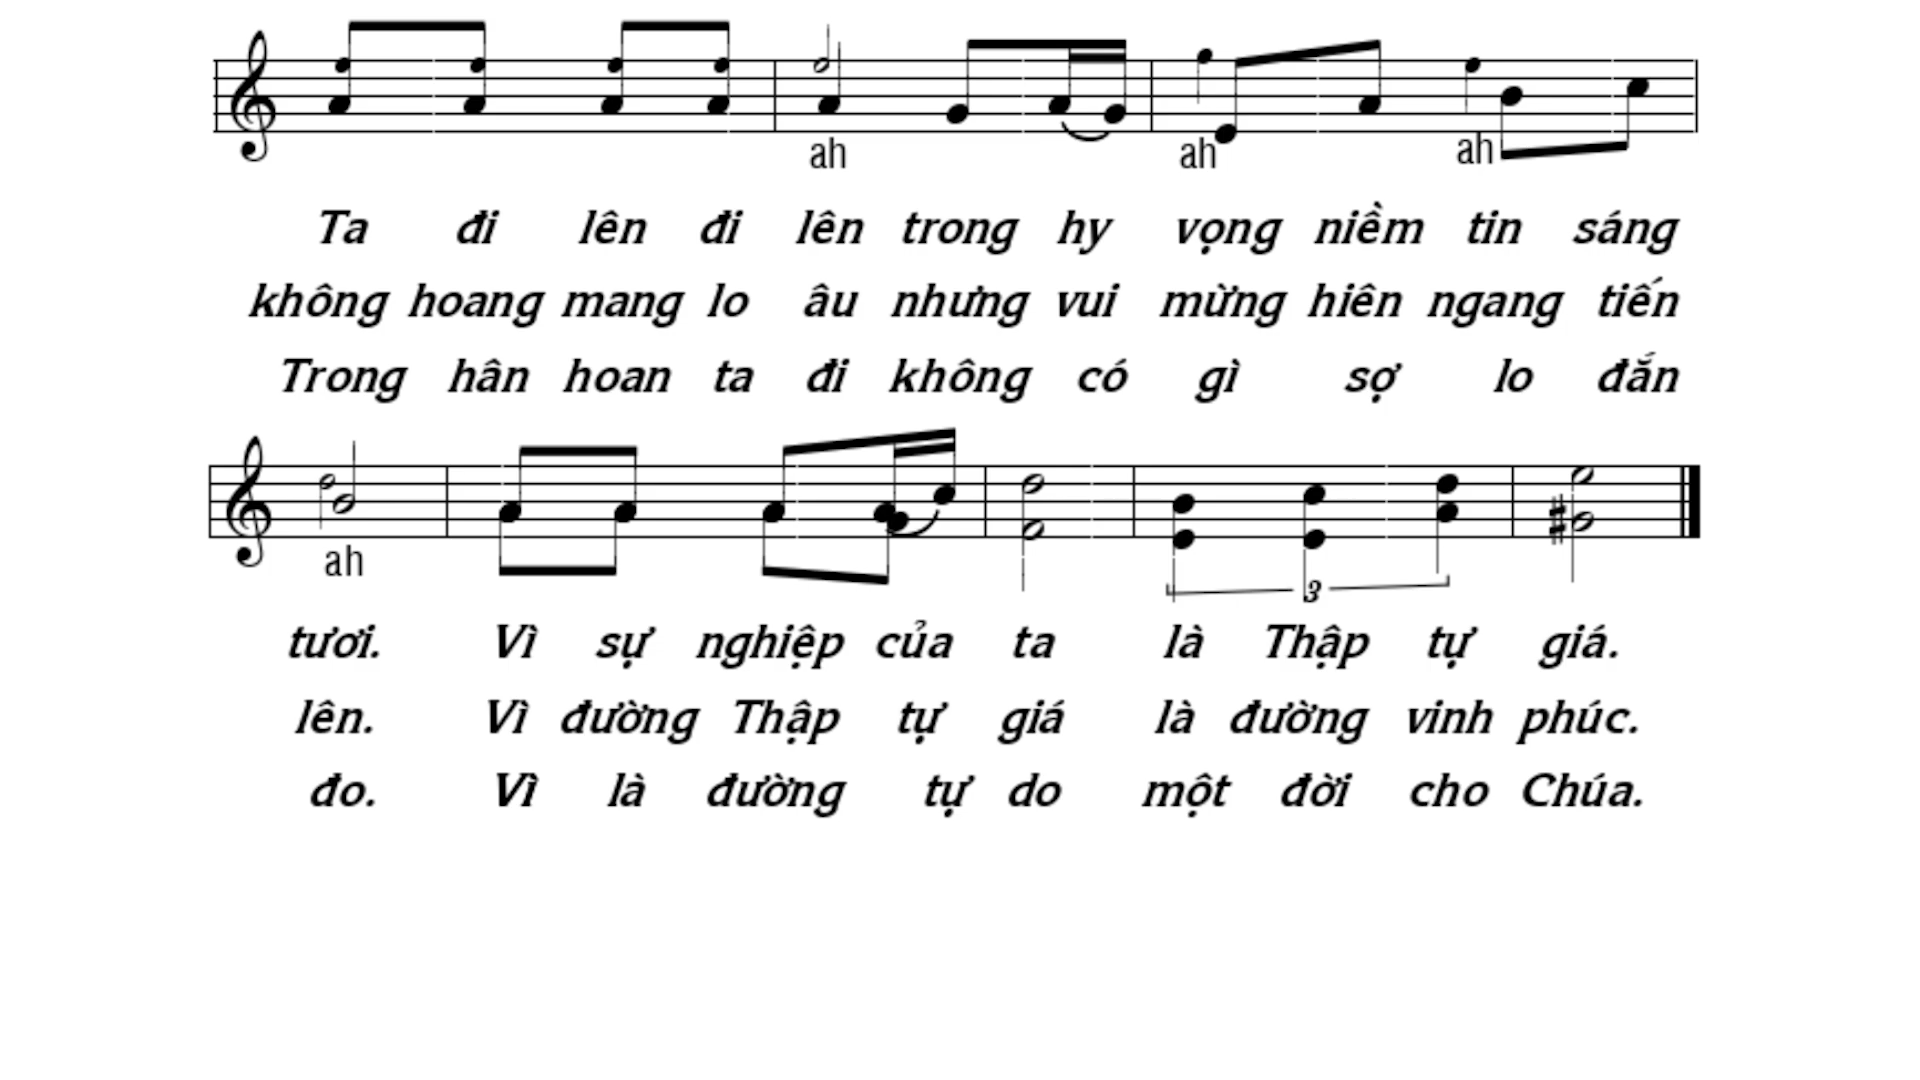 ah ah ah
Ta đi lên đi lên trong hy vọng niềm tin sáng
không hoang mang lo âu nhưng vui mừng hiên ngang tiến
Trong hân hoan ta đi không có gì sợ lo đắn
ah
3
tươi. Vì sự nghiệp của ta là Thập tự giá.
lên. Vì đường Thập tự giá là đường vinh phúc.
đo. Vì là đường tự do một đời cho Chúa.